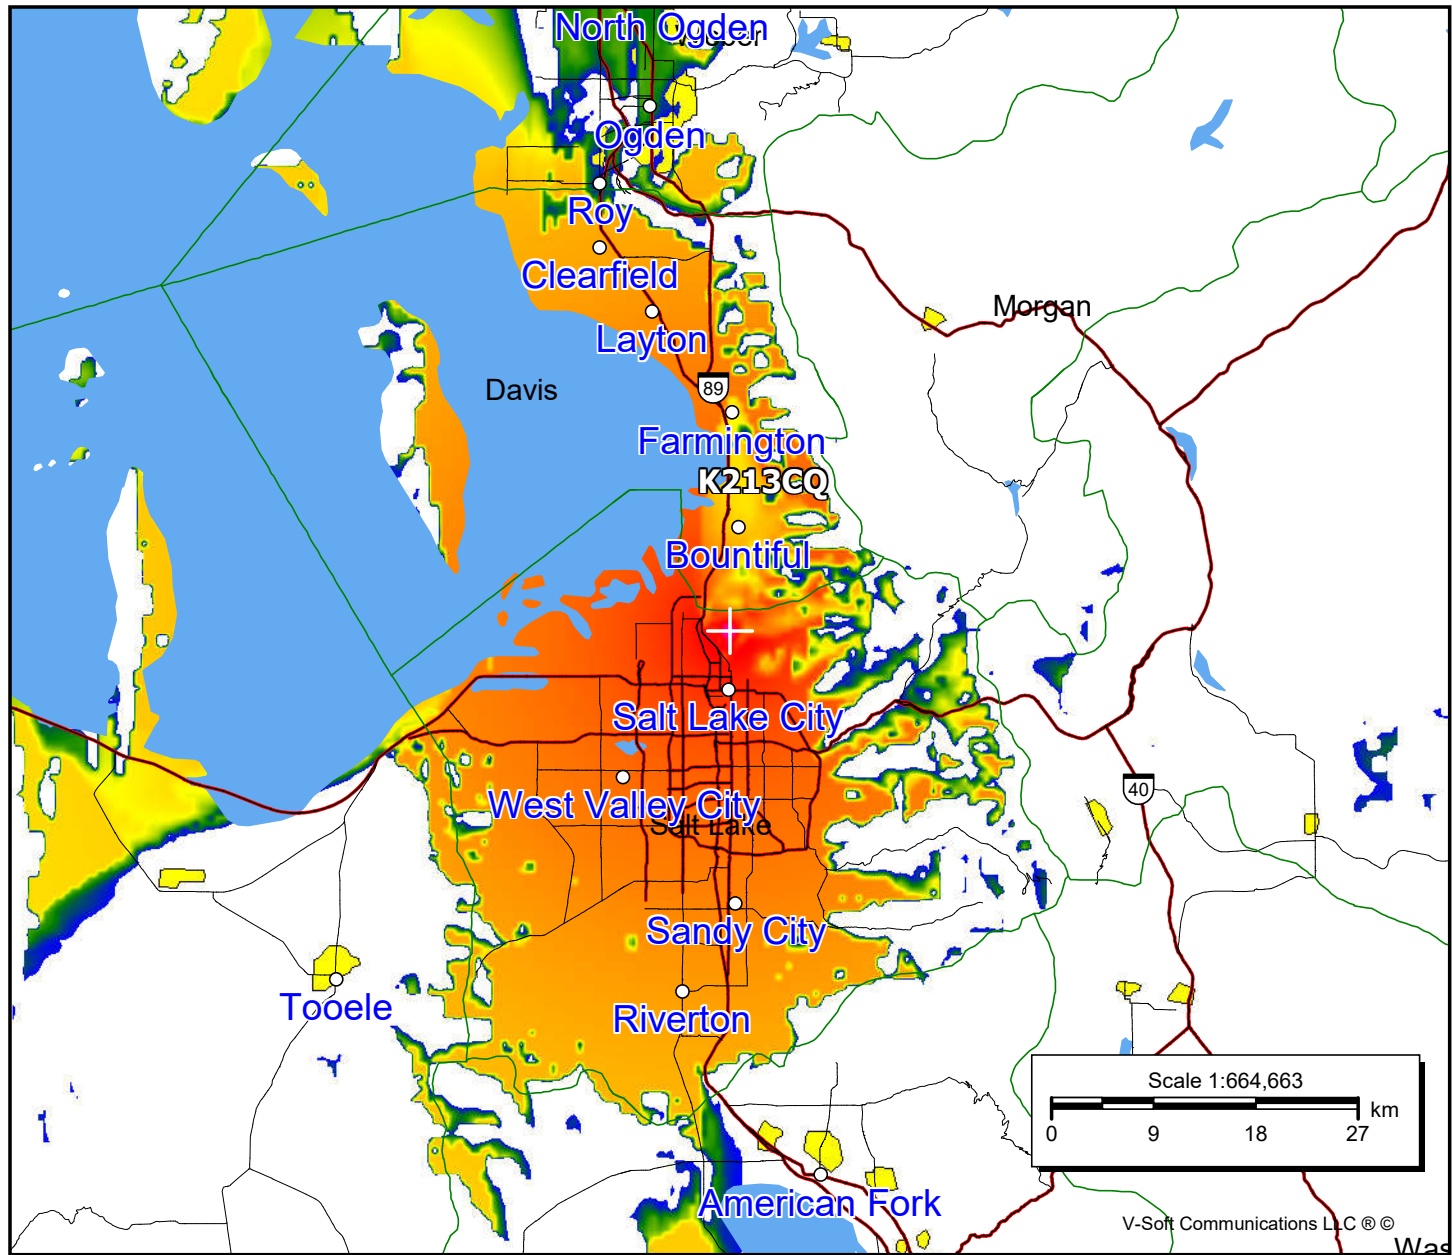 North Ogden
Weber
Ogden
Roy
Clearfield
Morgan
Layton
Davis
89
Farmington
K213CQ
Bountiful
Salt Lake City
40
West Valley City
Salt Lake
Sandy City
Tooele
Riverton
Scale 1:664,663
km
0 9 18 27
American Fork
V-Soft Communications LLC ® ©
Was